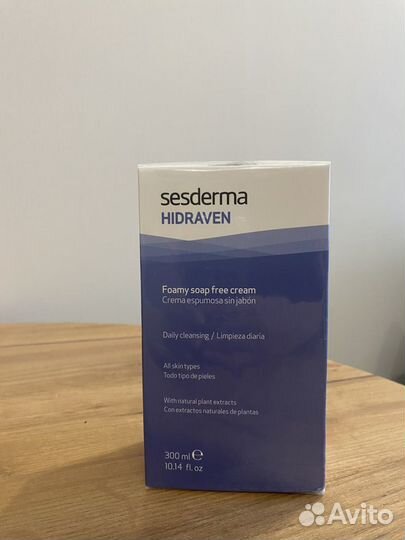 sesderma
HIDRAVEN
Foamy soap free cream
Crema espumosa sin jabón
Daily cleansing / Limpieza diaria
All skin types
Todo tipo de pieles
With natural plant extracts
Con extractos naturales de plantas
300 ml ℮
10.14 fl. oz
Avito